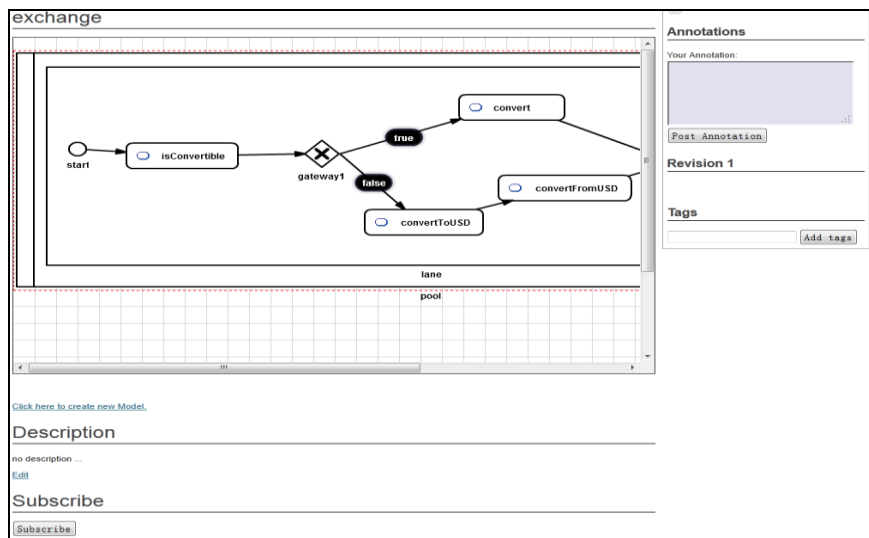 exchange
convert
true
isConvertible
start
gateway1
false
convertFromUSD
convertToUSD
lane
pool
Click here to create new Model.
Description
no description ...
Edit
Subscribe
Subscribe
Annotations
Your Annotation:
Post Annotation
Revision 1
Tags
Add tags